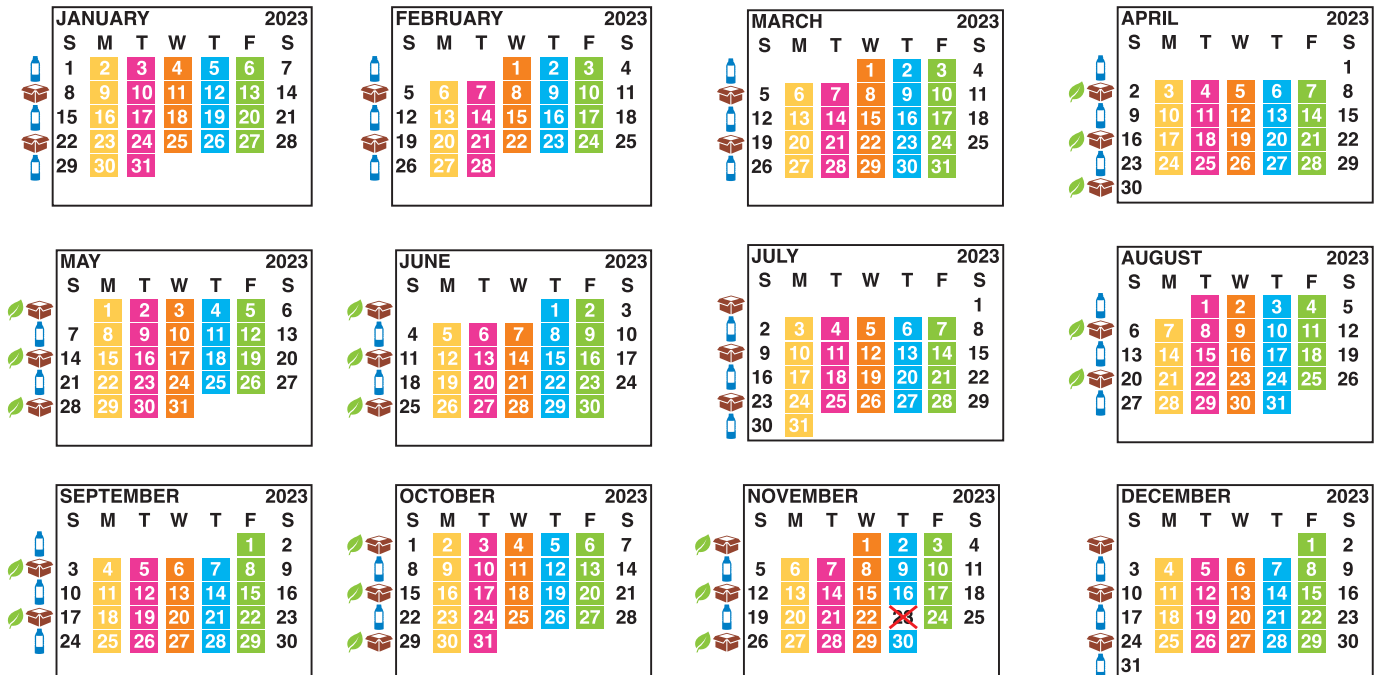 JANUARY 2023
S M T W T F S
1 2 3 4 5 6 7
8 9 10 11 12 13 14
15 16 17 18 19 20 21
22 23 24 25 26 27 28
29 30 31
FEBRUARY 2023
S M T W T F S
1 2 3 4
5 6 7 8 9 10 11
12 13 14 15 16 17 18
19 20 21 22 23 24 25
26 27 28
MARCH 2023
S M T W T F S
1 2 3 4
5 6 7 8 9 10 11
12 13 14 15 16 17 18
19 20 21 22 23 24 25
26 27 28 29 30 31
APRIL 2023
S M T W T F S
1
2 3 4 5 6 7 8
9 10 11 12 13 14 15
16 17 18 19 20 21 22
23 24 25 26 27 28 29
30
MAY 2023
S M T W T F S
1 2 3 4 5 6
7 8 9 10 11 12 13
14 15 16 17 18 19 20
21 22 23 24 25 26 27
28 29 30 31
JUNE 2023
S M T W T F S
1 2 3
4 5 6 7 8 9 10
11 12 13 14 15 16 17
18 19 20 21 22 23 24
25 26 27 28 29 30
JULY 2023
S M T W T F S
1
2 3 4 5 6 7 8
9 10 11 12 13 14 15
16 17 18 19 20 21 22
23 24 25 26 27 28 29
30 31
AUGUST 2023
S M T W T F S
1 2 3 4 5
6 7 8 9 10 11 12
13 14 15 16 17 18 19
20 21 22 23 24 25 26
27 28 29 30 31
SEPTEMBER 2023
S M T W T F S
1 2
3 4 5 6 7 8 9
10 11 12 13 14 15 16
17 18 19 20 21 22 23
24 25 26 27 28 29 30
OCTOBER 2023
S M T W T F S
1 2 3 4 5 6 7
8 9 10 11 12 13 14
15 16 17 18 19 20 21
22 23 24 25 26 27 28
29 30 31
NOVEMBER 2023
S M T W T F S
1 2 3 4
5 6 7 8 9 10 11
12 13 14 15 16 17 18
19 20 21 22 23 24 25
26 27 28 29 30
DECEMBER 2023
S M T W T F S
1 2
3 4 5 6 7 8 9
10 11 12 13 14 15 16
17 18 19 20 21 22 23
24 25 26 27 28 29 30
31